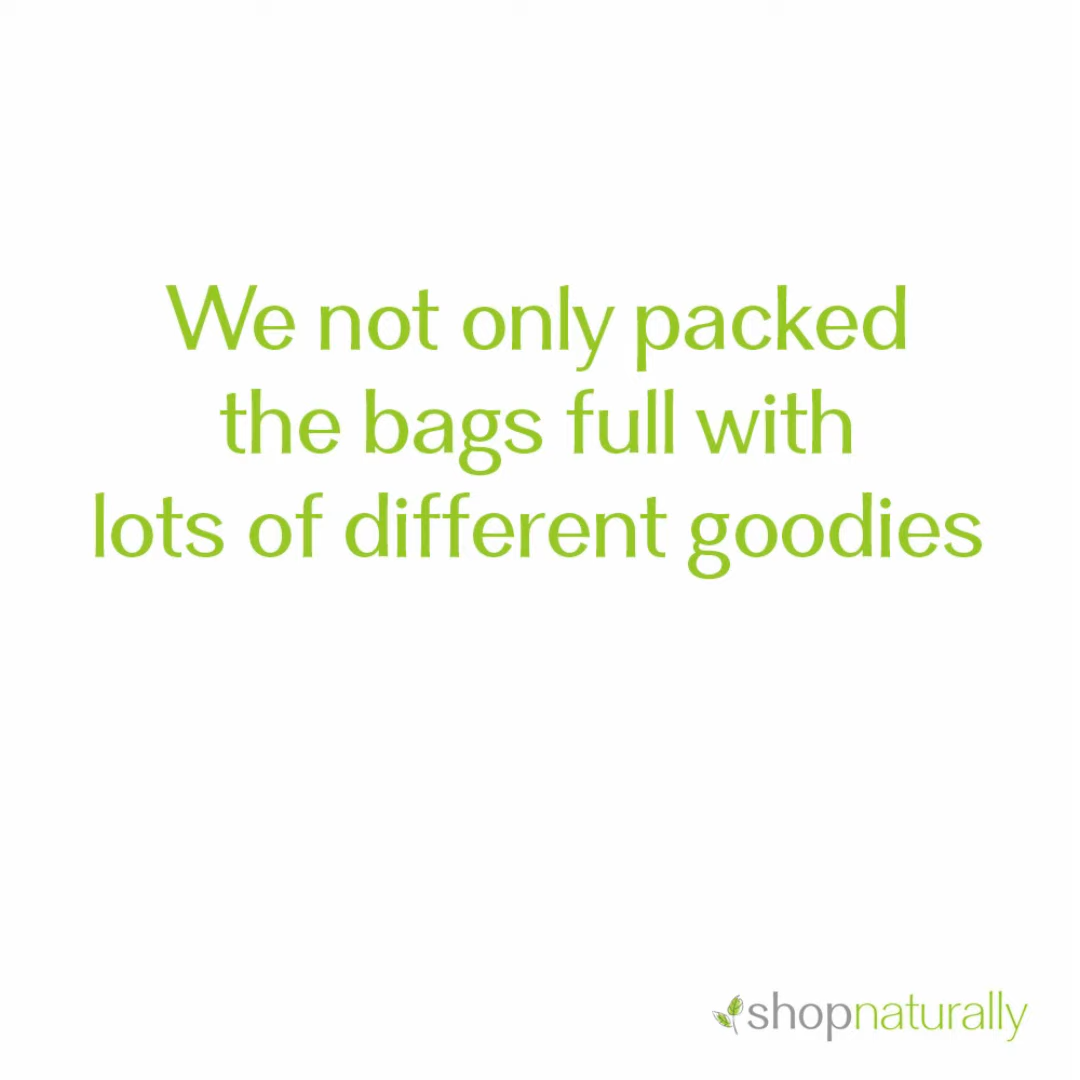 We not only packed
the bags full with
lots of different goodies
shopnaturally